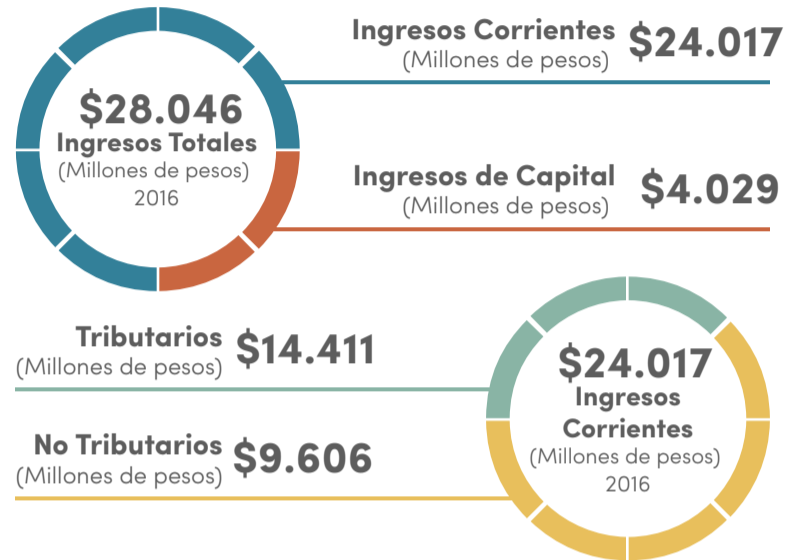 $28.046
Ingresos Totales
(Millones de pesos)
2016
Ingresos Corrientes $24.017
(Millones de pesos)
Ingresos de Capital $4.029
(Millones de pesos)
Tributarios $14.411
(Millones de pesos)
No Tributarios $9.606
(Millones de pesos)
$24.017
Ingresos
Corrientes
(Millones de pesos)
2016